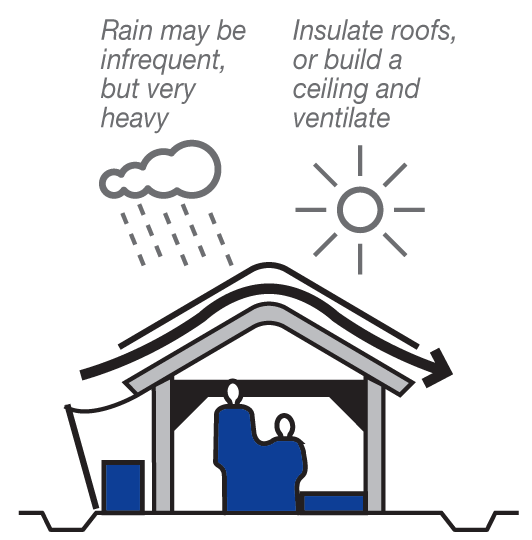 Rain may be
infrequent,
but very
heavy
Insulate roofs,
or build a
ceiling and
ventilate